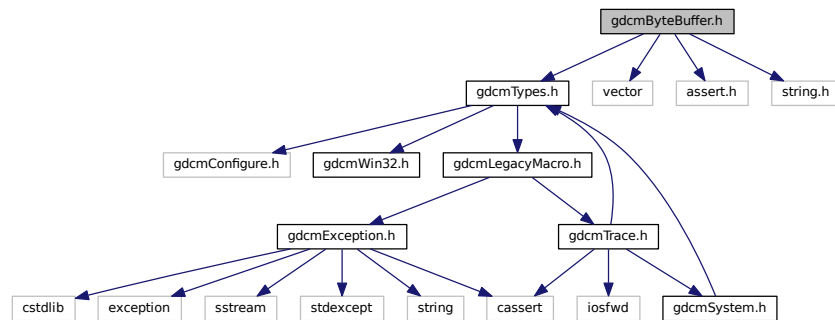 gdcmByteBuffer.h
gdcmTypes.h
vector
assert.h
string.h
gdcmConfigure.h
gdcmWin32.h
gdcmLegacyMacro.h
gdcmException.h
gdcmTrace.h
cstdlib
exception
sstream
stdexcept
string
cassert
iosfwd
gdcmSystem.h